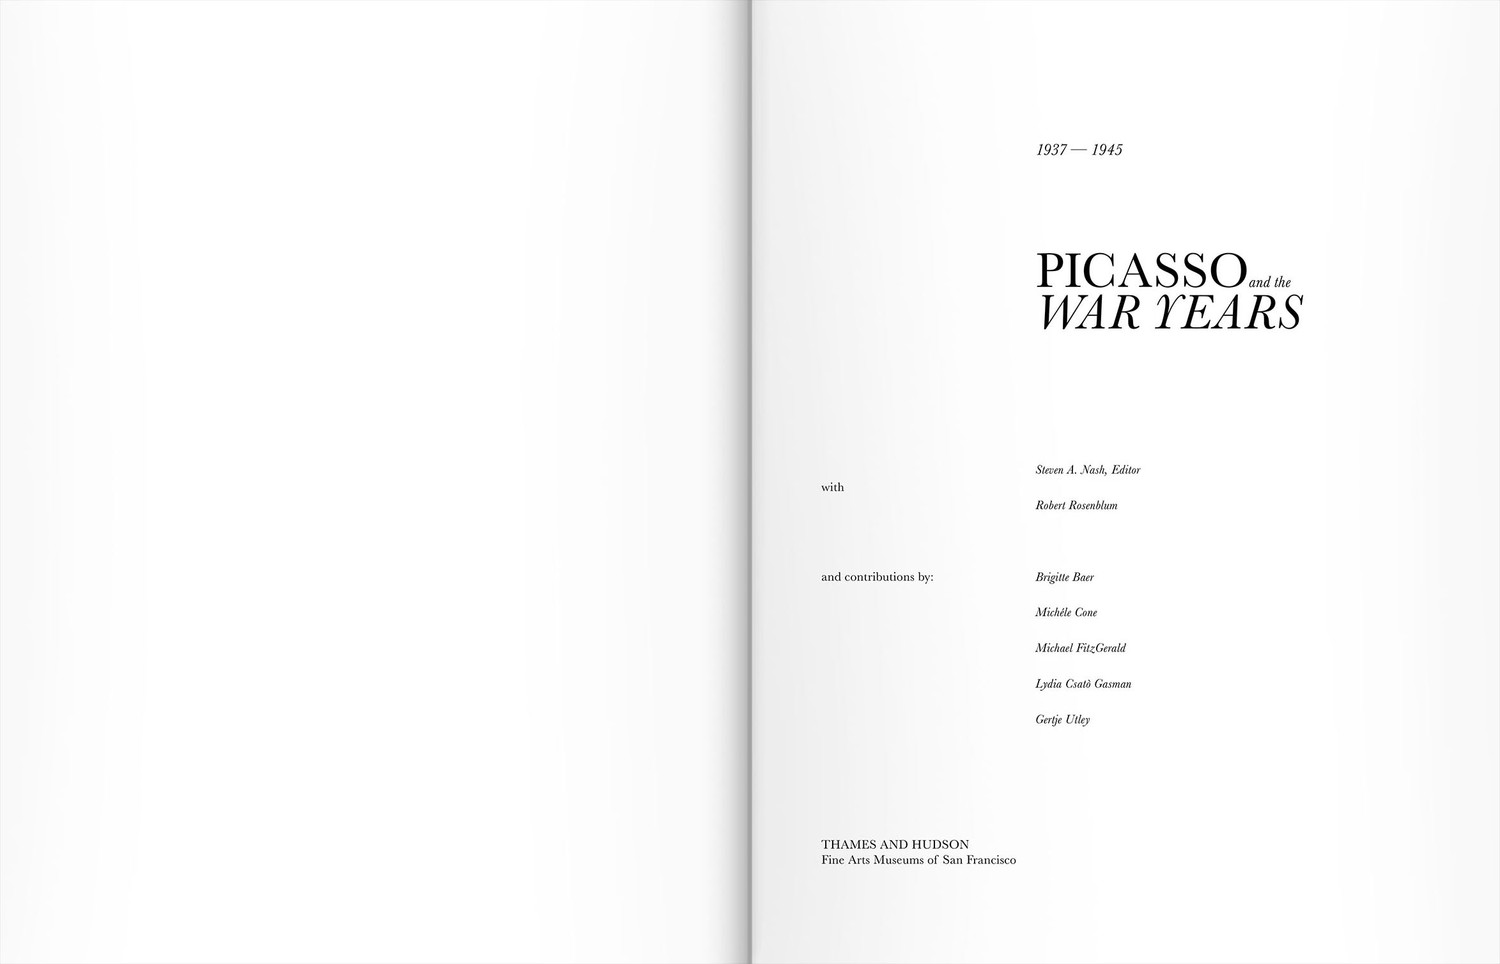 1937 — 1945
PICASSO and the
WAR YEARS
Steven A. Nash, Editor
with
Robert Rosenblum
and contributions by:
Brigitte Baer
Michéle Cone
Michael FitzGerald
Lydia Csatò Gasman
Gertje Utley
THAMES AND HUDSON
Fine Arts Museums of San Francisco